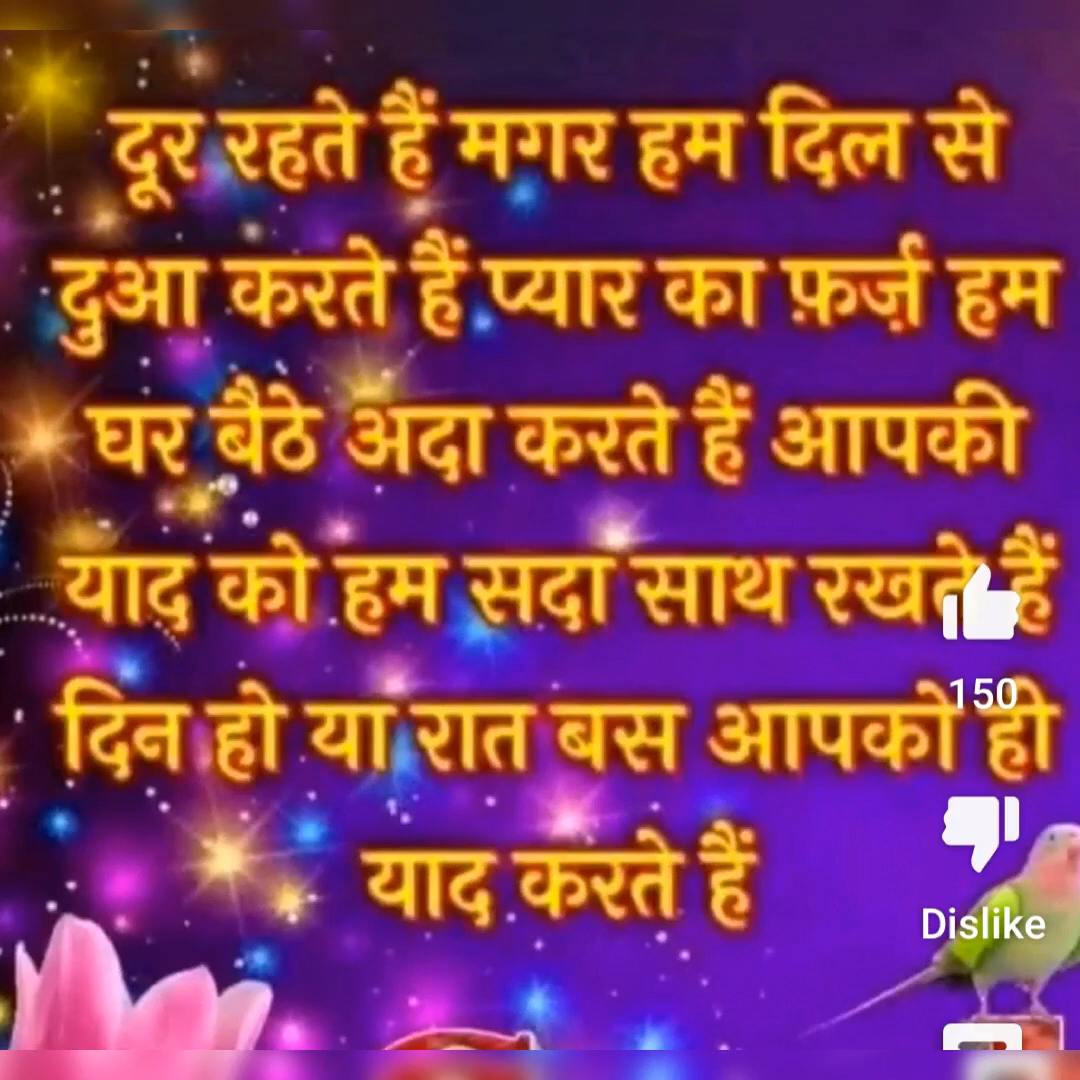 दूर रहते हैं मगर हम दिल से
दुआ करते हैं प्यार का फ़र्ज़ हम
घर बैठे अदा करते हैं आपकी
याद को हम सदा साथ रखते हैं
दिन हो या रात बस आपको ही
याद करते हैं
150
Dislike